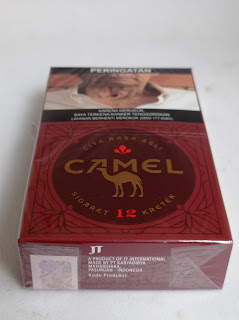 PERINGATAN
KARENA MEROKOK,
SAYA TERKENA KANKER TENGGOROKAN
LAYANAN BERHENTI MEROKOK (0800-177-6565)
CITA RASA ASLI
CAMEL
SIGARET 12 KRETEK
JT
A PRODUCT OF JT INTERNATIONAL
MADE BY PT KARYADIBYA
MAHARDHIKA
PASURUAN - INDONESIA
Kode Produksi: